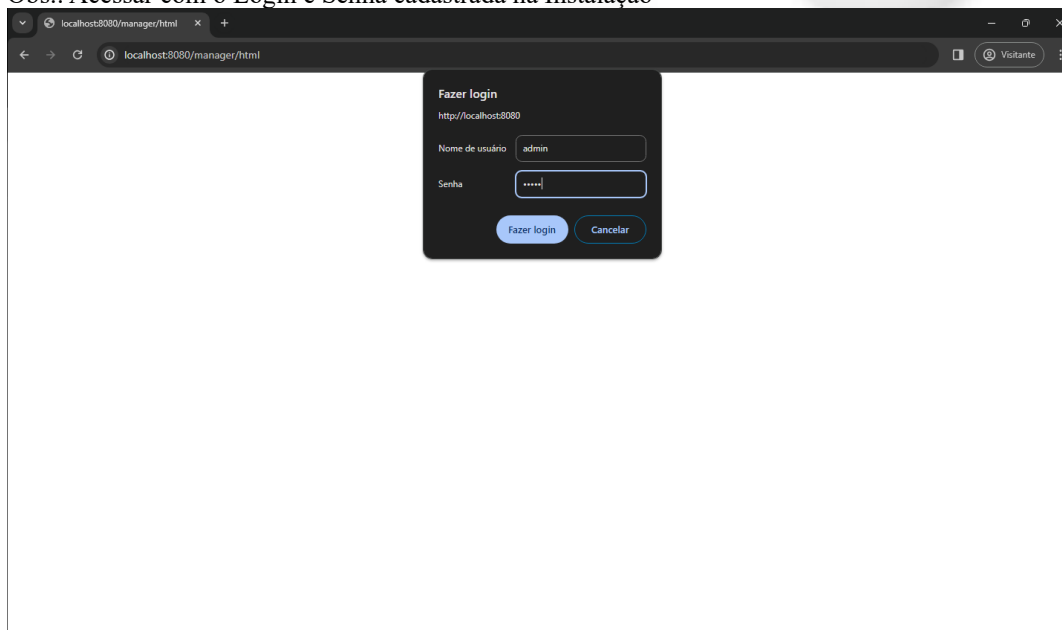 Obs.: Acessar com o Login e Senha cadastrada na Instalação
localhost:8080/manager/html
localhost:8080/manager/html
Visitante
Fazer login
http://localhost:8080
Nome de usuário admin
Senha •••••
Fazer login Cancelar